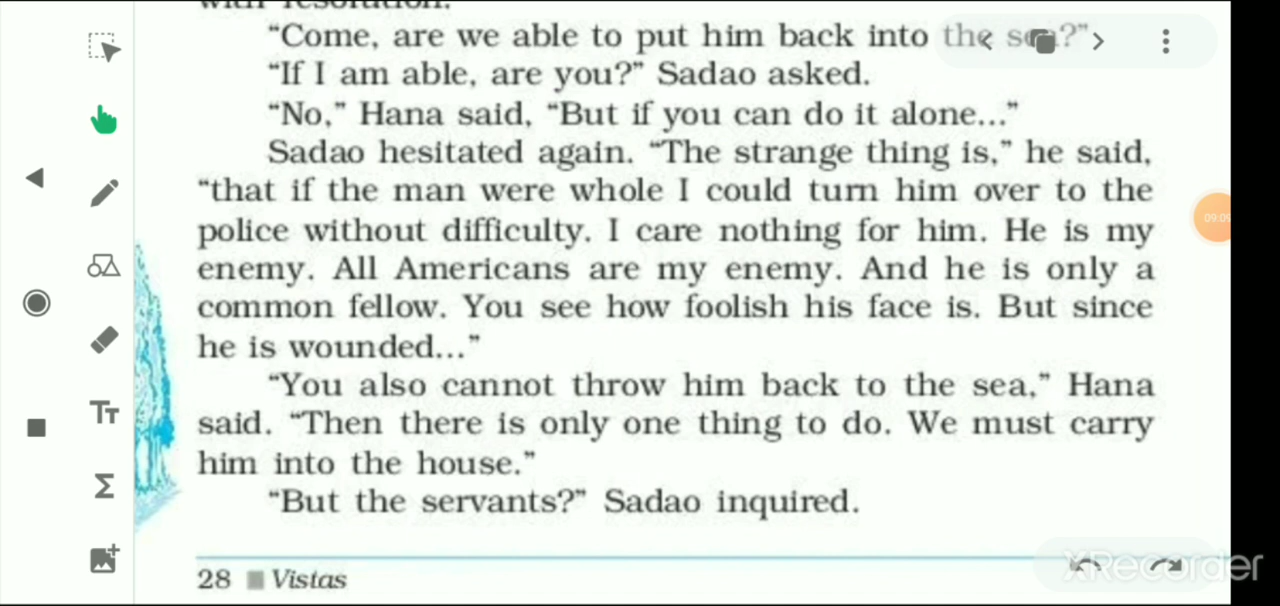 with resolution.
“Come, are we able to put him back into the sea?”
“If I am able, are you?” Sadao asked.
“No,” Hana said, “But if you can do it alone...”
Sadao hesitated again. “The strange thing is,” he said,
“that if the man were whole I could turn him over to the
police without difficulty. I care nothing for him. He is my
enemy. All Americans are my enemy. And he is only a
common fellow. You see how foolish his face is. But since
he is wounded...”
“You also cannot throw him back to the sea,” Hana
said. “Then there is only one thing to do. We must carry
him into the house.”
“But the servants?” Sadao inquired.
28 Vistas
09:09
TT
Σ
XRecorder